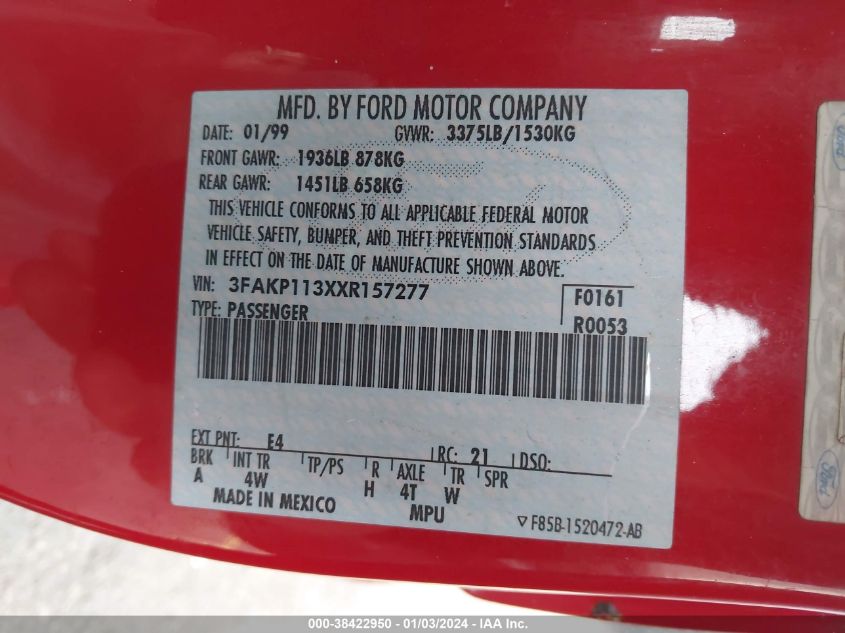 MFD. BY FORD MOTOR COMPANY
DATE: 01/99 GVWR: 3375LB/1530KG
FRONT GAWR: 1936LB 878KG
REAR GAWR: 1451LB 658KG
THIS VEHICLE CONFORMS TO ALL APPLICABLE FEDERAL MOTOR
VEHICLE SAFETY, BUMPER, AND THEFT PREVENTION STANDARDS
IN EFFECT ON THE DATE OF MANUFACTURE SHOWN ABOVE.
VIN: 3FAKP113XXR157277 F0161
TYPE: PASSENGER R0053
EXT PNT: E4 RC: 21 DSO:
BRK INT TR TP/PS R AXLE TR SPR
A 4W H 4T W
MADE IN MEXICO MPU
F85B-1520472-AB
Ford
Ford
000-38422950 - 01/03/2024 - IAA Inc.